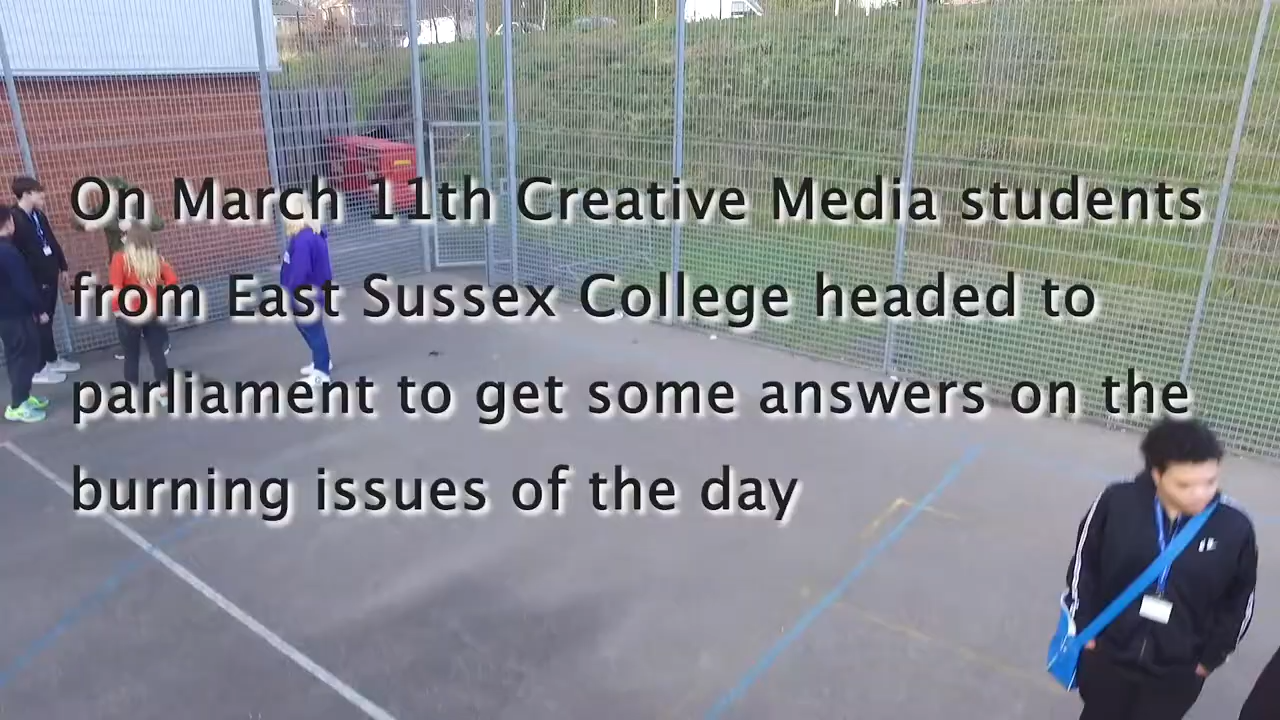 On March 11th Creative Media students
from East Sussex College headed to
parliament to get some answers on the
burning issues of the day